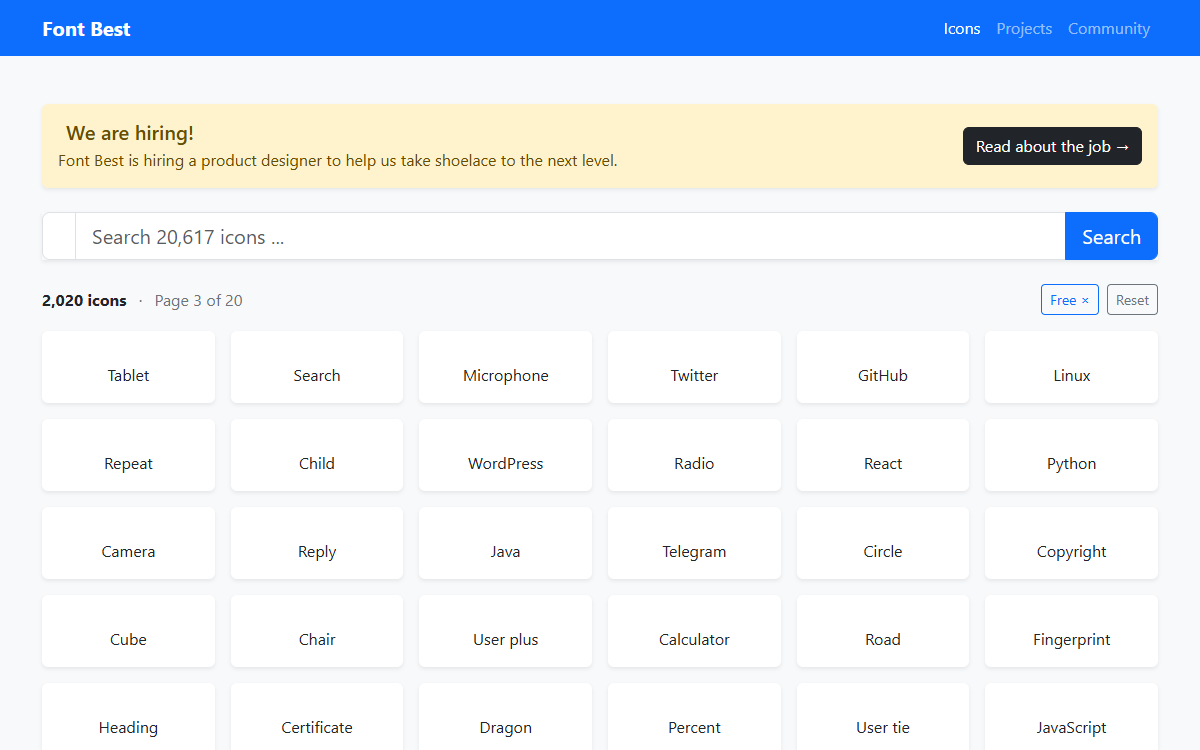 Font Best
Icons Projects Community
We are hiring!
Font Best is hiring a product designer to help us take shoelace to the next level.
Read about the job →
Search 20,617 icons ...
Search
2,020 icons · Page 3 of 20
Free ×
Reset
Tablet
Search
Microphone
Twitter
GitHub
Linux
Repeat
Child
WordPress
Radio
React
Python
Camera
Reply
Java
Telegram
Circle
Copyright
Cube
Chair
User plus
Calculator
Road
Fingerprint
Heading
Certificate
Dragon
Percent
User tie
JavaScript